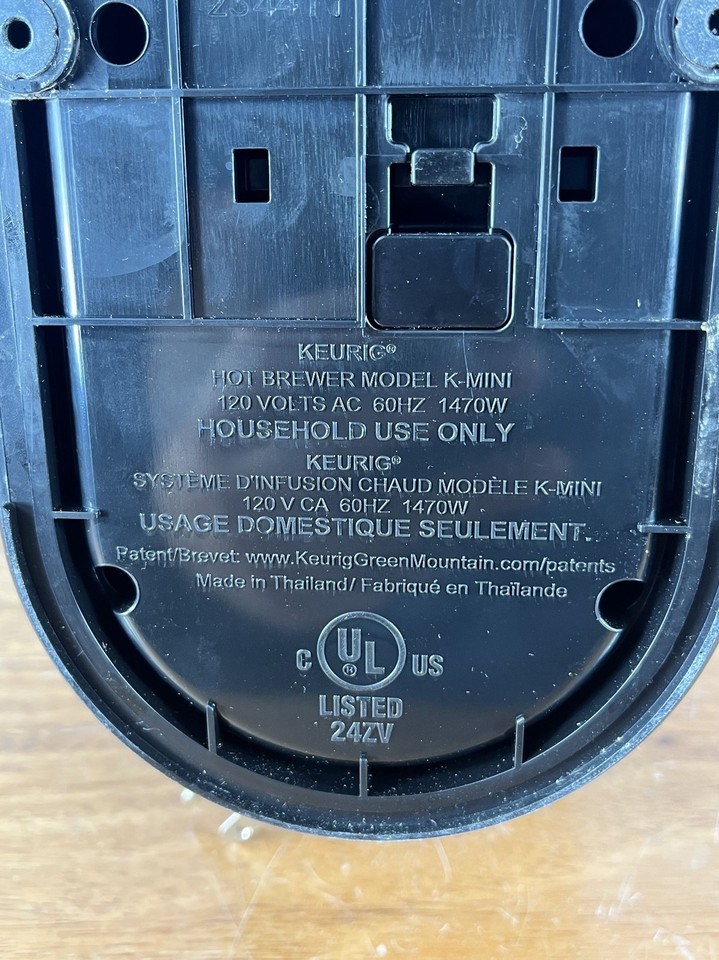 KEURIG®
HOT BREWER MODEL K-MINI
120 VOLTS AC 60HZ 1470W
HOUSEHOLD USE ONLY
KEURIG®
SYSTÈME D'INFUSION CHAUD MODÈLE K-MINI
120 V CA 60HZ 1470W
USAGE DOMESTIQUE SEULEMENT.
Patent/Brevet: www.KeurigGreenMountain.com/patents
Made in Thailand/ Fabriqué en Thaïlande
C UL® US
LISTED
24ZV